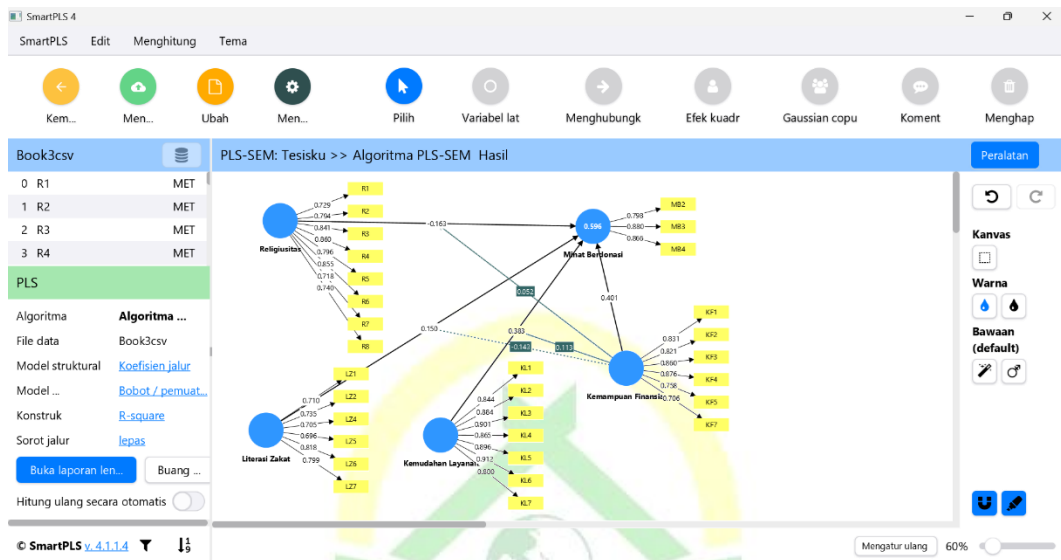 SmartPLS 4
SmartPLS Edit Menghitung Tema
Kem... Men... Ubah Men... Pilih Variabel lat Menghubungk Efek kuadr Gaussian copu Koment Menghap
Book3csv
PLS-SEM: Tesisku >> Algoritma PLS-SEM Hasil
Peralatan
0 R1 MET
1 R2 MET
2 R3 MET
3 R4 MET
PLS
Algoritma Algoritma ...
File data Book3csv
Model struktural Koefisien jalur
Model ... Bobot / pemuat...
Konstruk R-square
Sorot jalur lepas
Buka laporan len... Buang ...
Hitung ulang secara otomatis
© SmartPLS v. 4.1.1.4
Religiusitas
0.729
0.794
0.841
0.860
0.796
0.855
0.718
0.740
R1
R2
R3
R4
R5
R6
R7
R8
-0.163
0.596
Minat Berdonasi
0.798
0.880
0.866
MB2
MB3
MB4
0.052
0.401
0.150
0.383
-0.143
0.113
Literasi Zakat
0.710
0.735
0.705
0.696
0.818
0.799
LZ1
LZ2
LZ4
LZ5
LZ6
LZ7
Kemudahan Layanan
0.844
0.864
0.901
0.865
0.896
0.912
0.800
KL1
KL2
KL3
KL4
KL5
KL6
KL7
Kemampuan Finansial
0.831
0.821
0.860
0.876
0.758
0.706
KF1
KF2
KF3
KF4
KF5
KF7
Kanvas
Warna
Bawaan
(default)
Mengatur ulang 60%